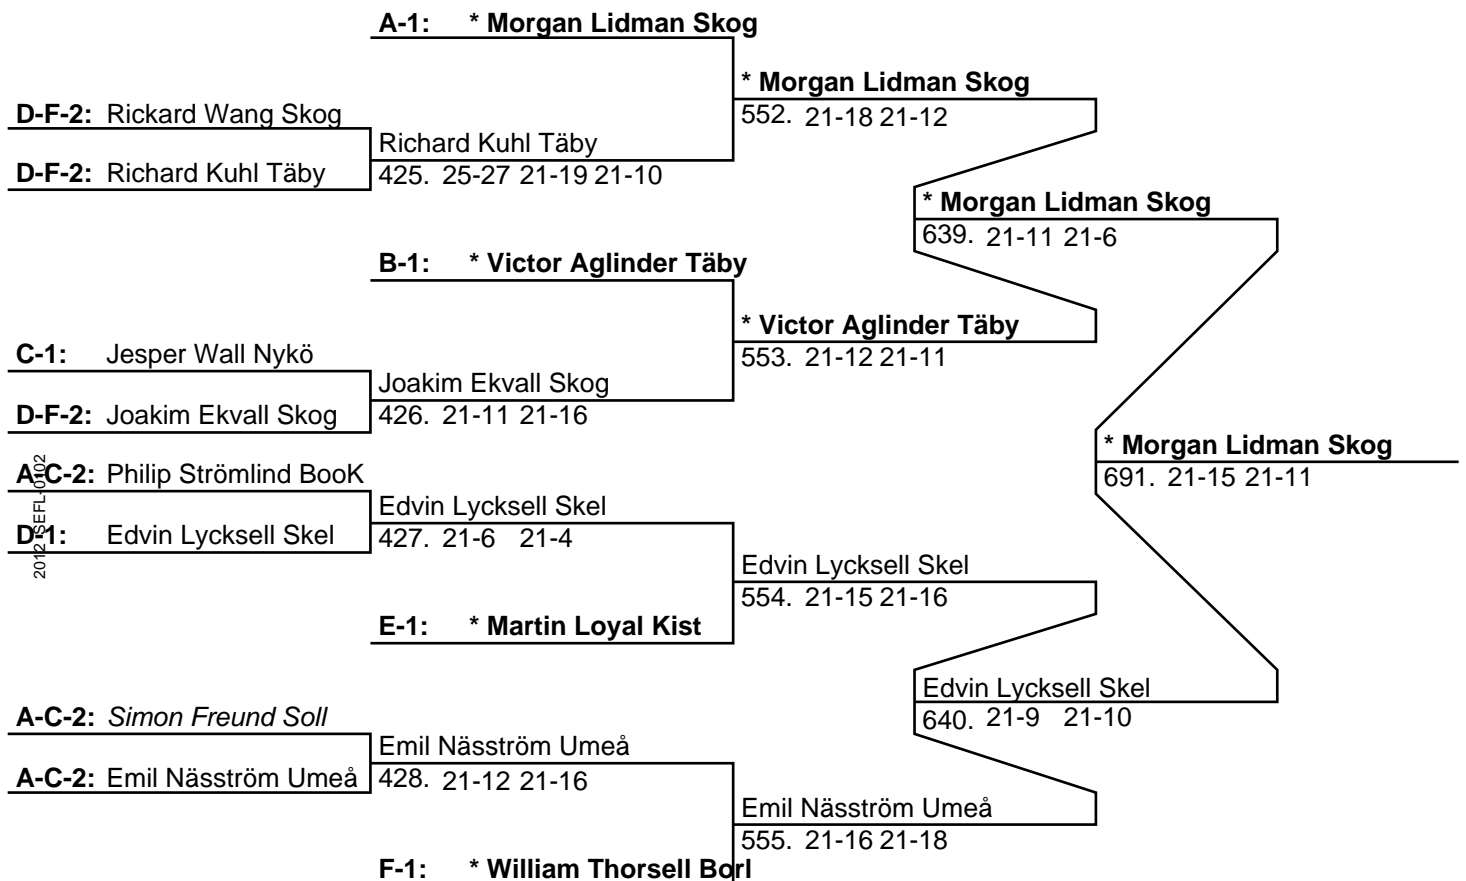 A-1: * Morgan Lidman Skog
* Morgan Lidman Skog
D-F-2: Rickard Wang Skog
552. 21-18 21-12
Richard Kuhl Täby
D-F-2: Richard Kuhl Täby
425. 25-27 21-19 21-10
* Morgan Lidman Skog
639. 21-11 21-6
B-1: * Victor Aglinder Täby
* Victor Aglinder Täby
C-1: Jesper Wall Nykö
553. 21-12 21-11
Joakim Ekvall Skog
D-F-2: Joakim Ekvall Skog
426. 21-11 21-16
* Morgan Lidman Skog
A-C-2: Philip Strömlind BooK
691. 21-15 21-11
Edvin Lycksell Skel
D-1: Edvin Lycksell Skel
427. 21-6 21-4
2012 SEFL-0102
Edvin Lycksell Skel
554. 21-15 21-16
E-1: * Martin Loyal Kist
Edvin Lycksell Skel
A-C-2: Simon Freund Soll
640. 21-9 21-10
Emil Näsström Umeå
A-C-2: Emil Näsström Umeå
428. 21-12 21-16
Emil Näsström Umeå
555. 21-16 21-18
F-1: * William Thorsell Borl